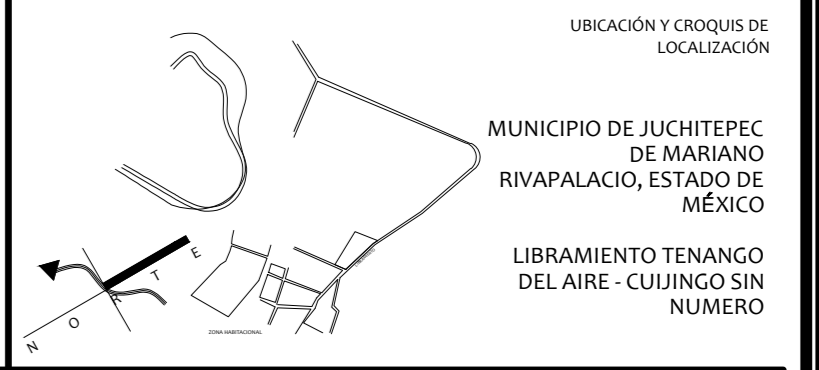 UBICACIÓN Y CROQUIS DE
LOCALIZACIÓN
MUNICIPIO DE JUCHITEPEC
DE MARIANO
RIVAPALACIO, ESTADO DE
MÉXICO
LIBRAMIENTO TENANGO
DEL AIRE - CUIJINGO SIN
NUMERO
N O R T E
ZONA HABITACIONAL